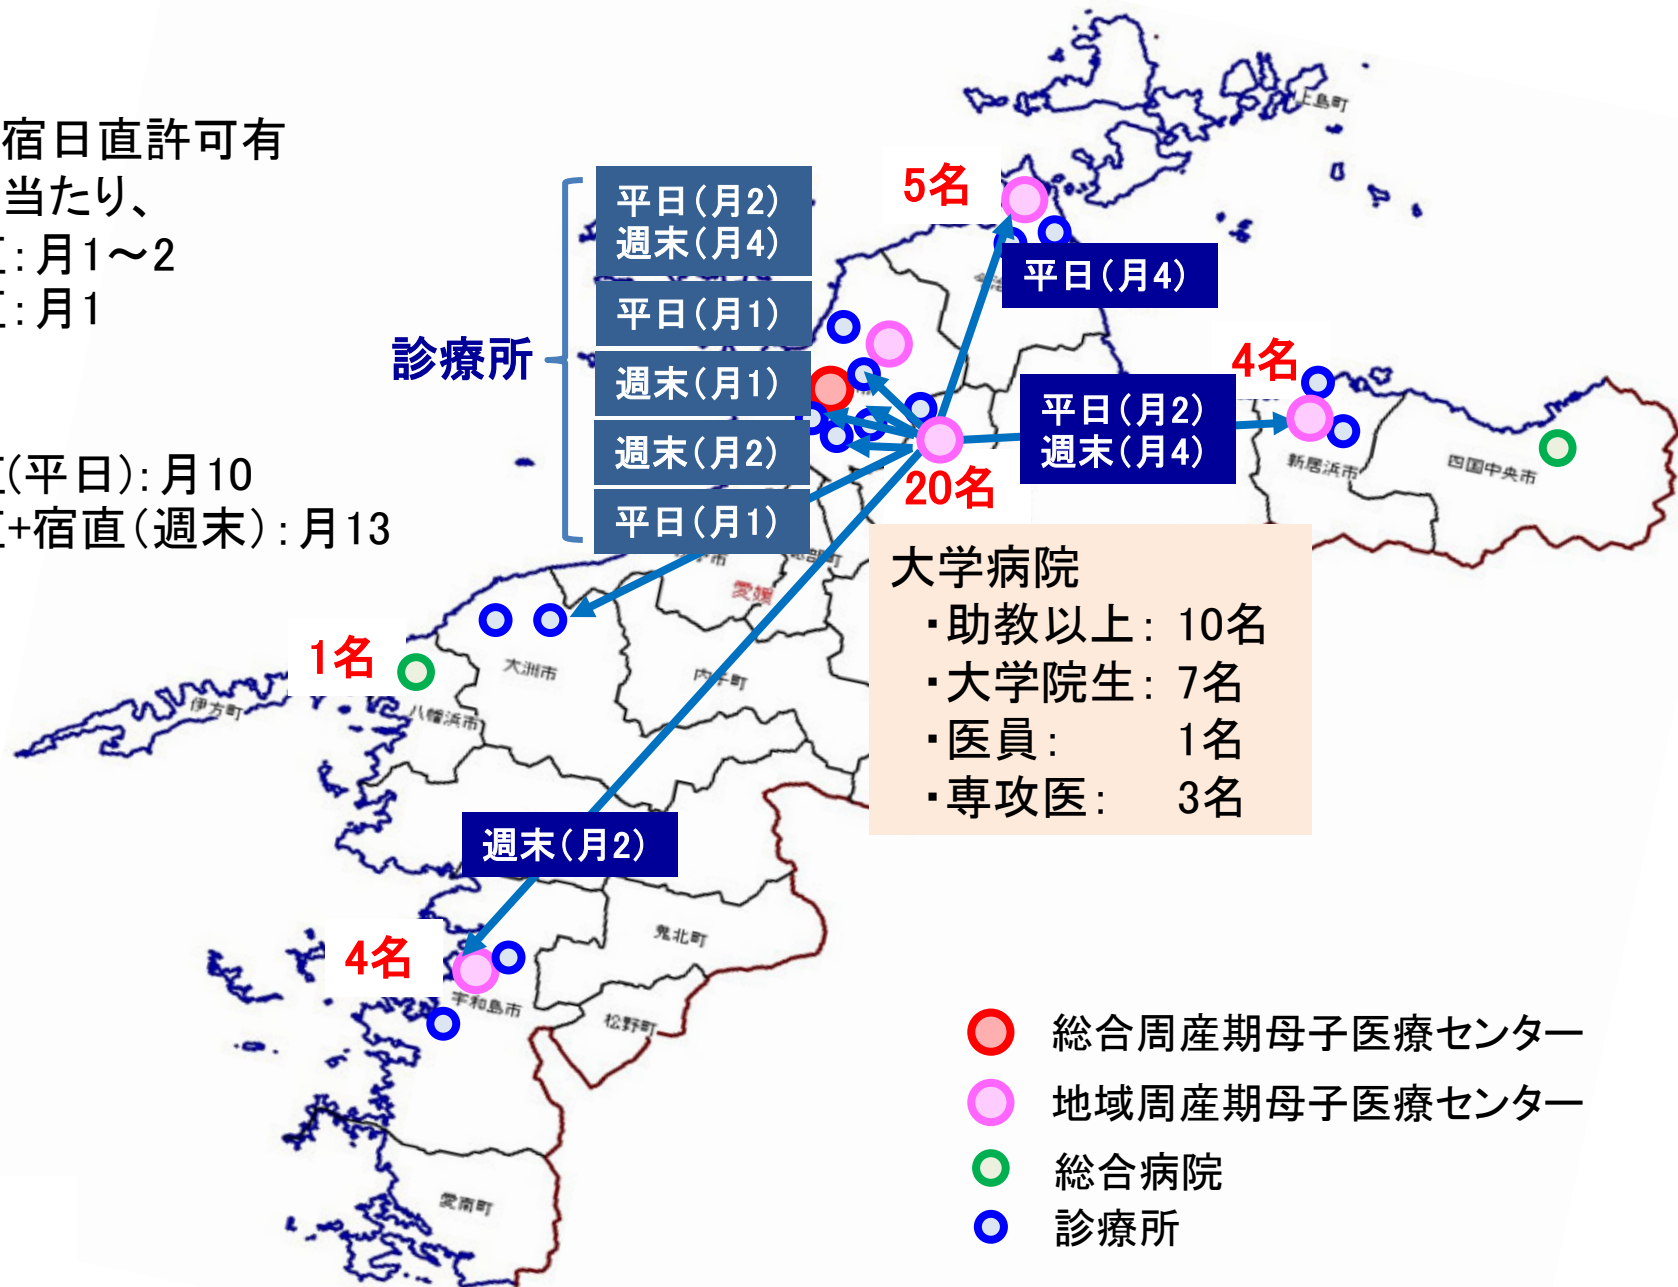 宿日直許可有
当たり、
：月1～2
：月1
(平日)：月10
+宿直（週末）：月13
診療所
平日（月2）
週末（月4）
平日（月1）
週末（月1）
週末（月2）
平日（月1）
5名
平日（月4）
4名
平日（月2）
週末（月4）
20名
1名
週末（月2）
4名
大学病院
・助教以上： 10名
・大学院生： 7名
・医員： 1名
・専攻医： 3名
上島町
新居浜市
四国中央市
愛媛
大洲市
内子町
伊方町
八幡浜市
鬼北町
宇和島市
松野町
愛南町
総合周産期母子医療センター
地域周産期母子医療センター
総合病院
診療所